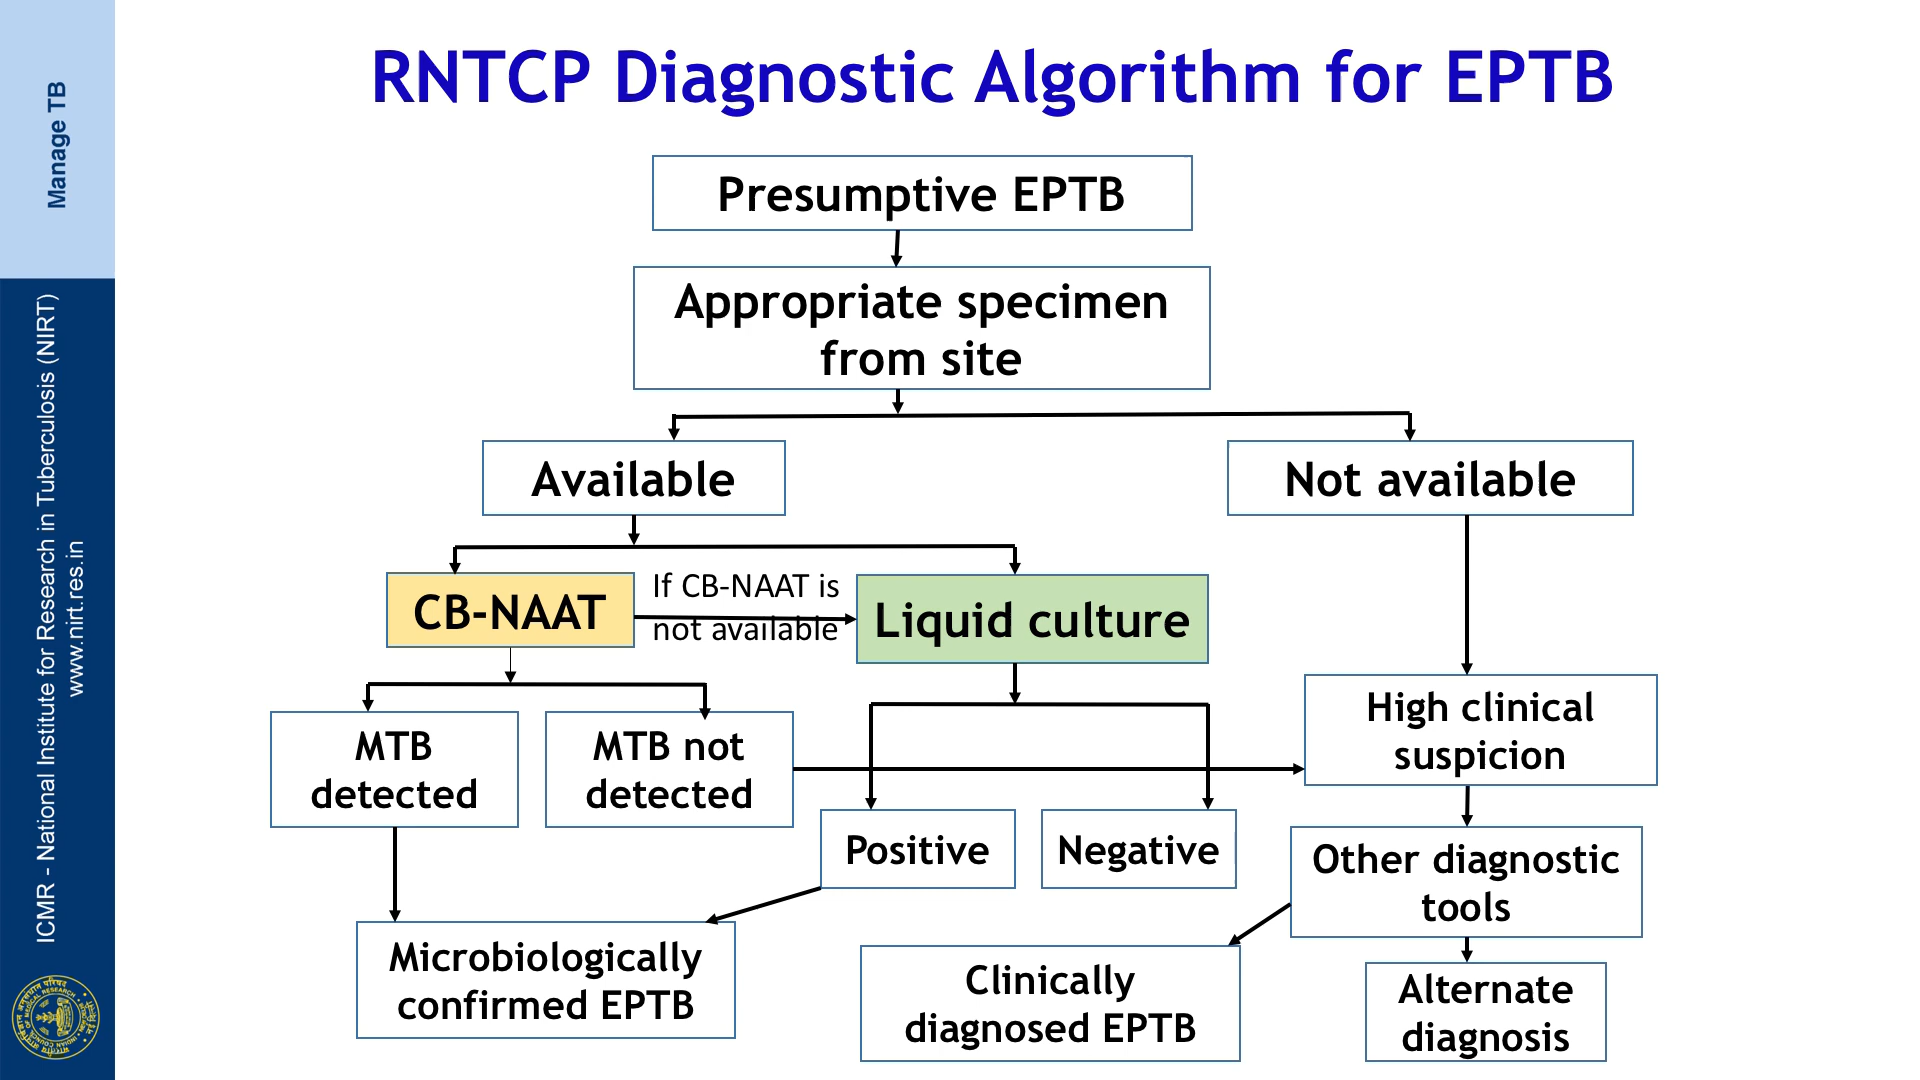 RNTCP Diagnostic Algorithm for EPTB
Manage TB
ICMR - National Institute for Research in Tuberculosis (NIRT)
www.nirt.res.in
Presumptive EPTB
Appropriate specimen
from site
Available
Not available
CB-NAAT
If CB-NAAT is
not available
Liquid culture
MTB
detected
MTB not
detected
High clinical
suspicion
Positive
Negative
Other diagnostic
tools
Microbiologically
confirmed EPTB
Clinically
diagnosed EPTB
Alternate
diagnosis